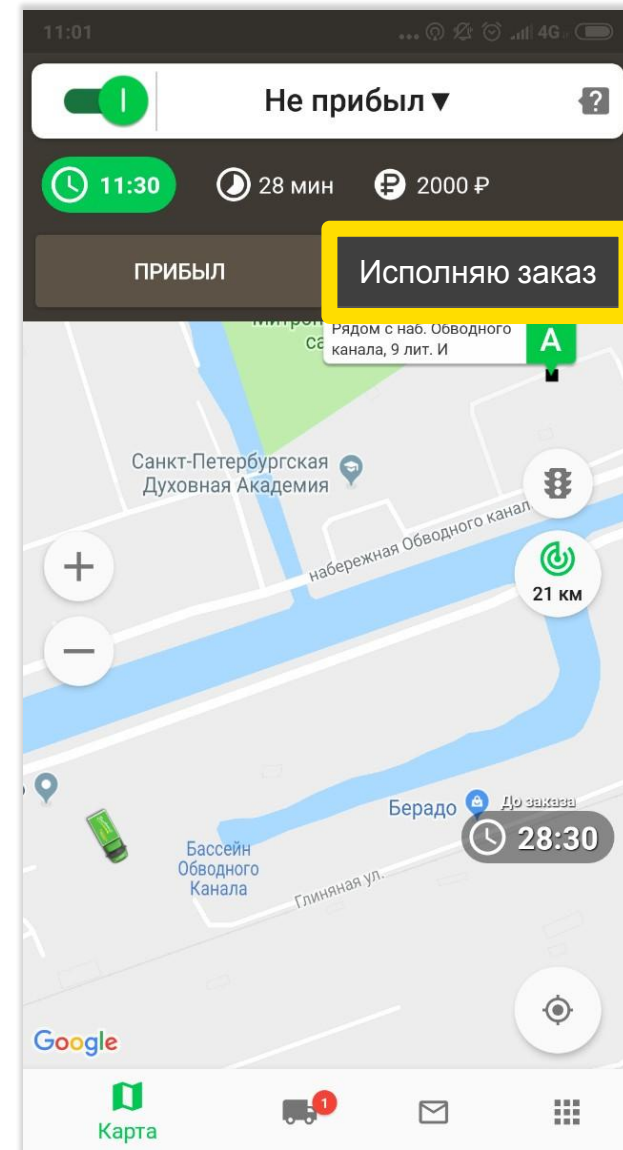 11:01
4G
Не прибыл ▼
?
11:30
28 мин
2000 ₽
ПРИБЫЛ
Исполняю заказ
Рядом с наб. Обводного
канала, 9 лит. И
A
Санкт-Петербургская
Духовная Академия
набережная Обводного канал
21 км
Берадо
До заказа
28:30
Бассейн
Обводного
Канала
Глиняная ул.
Google
1
Карта